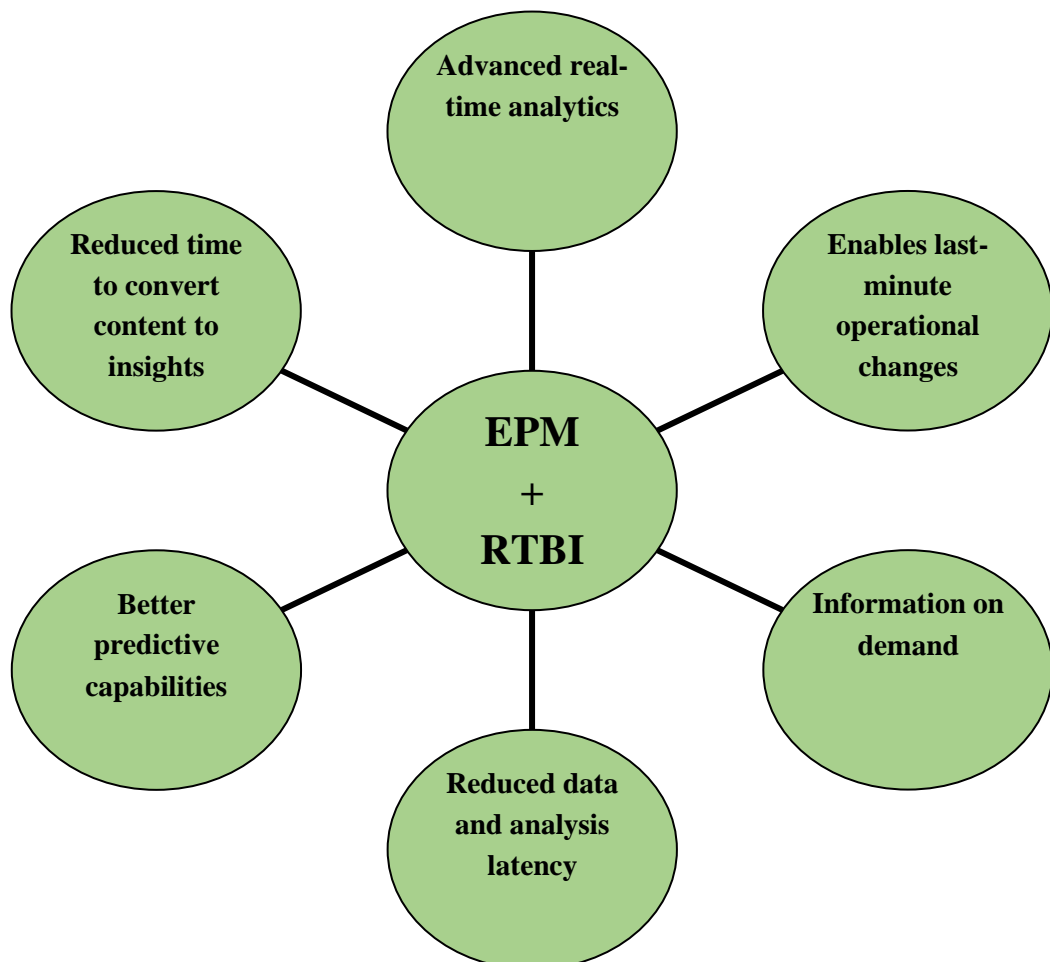 Advanced real-
time analytics
Reduced time
to convert
content to
insights
Enables last-
minute
operational
changes
EPM
+
RTBI
Better
predictive
capabilities
Information on
demand
Reduced data
and analysis
latency